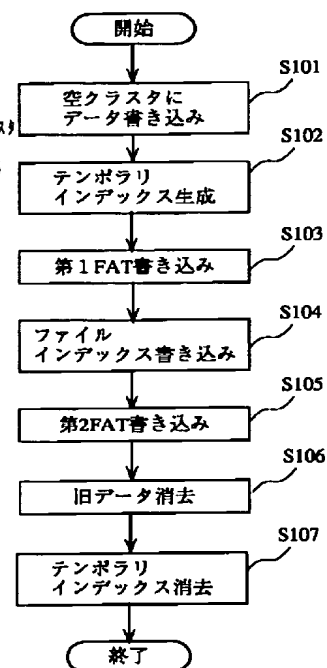 開始
S101
空クラスタに
データ書き込み
S102
テンポラリ
インデックス生成
S103
第1FAT書き込み
S104
ファイル
インデックス書き込み
S105
第2FAT書き込み
S106
旧データ消去
S107
テンポラリ
インデックス消去
終了